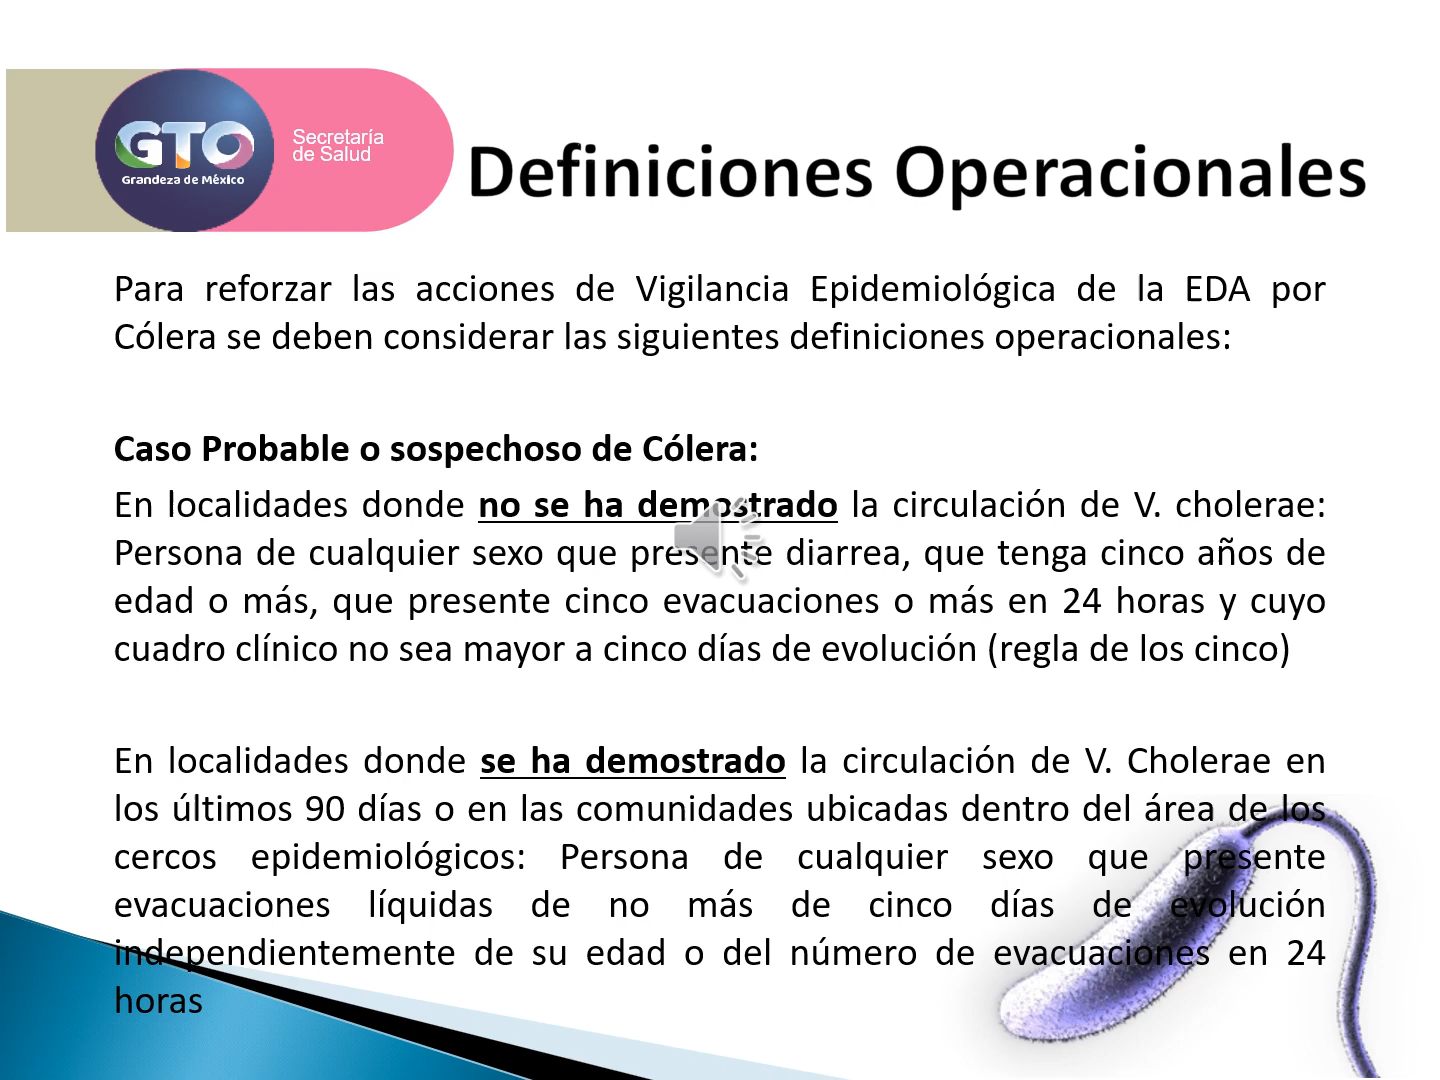 GTO
Grandeza de México
Secretaría
de Salud
Definiciones Operacionales
Para reforzar las acciones de Vigilancia Epidemiológica de la EDA por
Cólera se deben considerar las siguientes definiciones operacionales:
Caso Probable o sospechoso de Cólera:
En localidades donde no se ha demostrado la circulación de V. cholerae:
Persona de cualquier sexo que presente diarrea, que tenga cinco años de
edad o más, que presente cinco evacuaciones o más en 24 horas y cuyo
cuadro clínico no sea mayor a cinco días de evolución (regla de los cinco)
En localidades donde se ha demostrado la circulación de V. Cholerae en
los últimos 90 días o en las comunidades ubicadas dentro del área de los
cercos epidemiológicos: Persona de cualquier sexo que presente
evacuaciones líquidas de no más de cinco días de evolución
independientemente de su edad o del número de evacuaciones en 24
horas